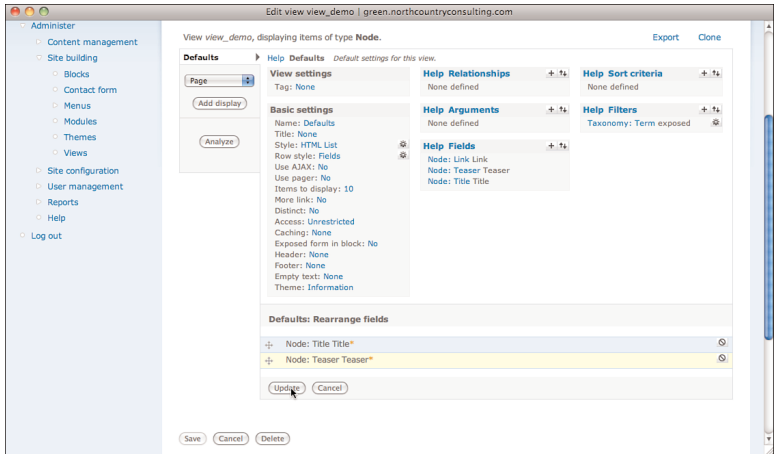 Edit view view_demo | green.northcountryconsulting.com
Administer
Content management
Site building
Blocks
Contact form
Menus
Modules
Themes
Views
Site configuration
User management
Reports
Help
Log out
View view_demo, displaying items of type Node.
Export Clone
Defaults
Page
Add display
Analyze
Help Defaults Default settings for this view.
View settings
Tag: None
Basic settings
Name: Defaults
Title: None
Style: HTML List
Row style: Fields
Use AJAX: No
Use pager: No
Items to display: 10
More link: No
Distinct: No
Access: Unrestricted
Caching: None
Exposed form in block: No
Header: None
Footer: None
Empty text: None
Theme: Information
Help Relationships
None defined
Help Arguments
None defined
Help Fields
Node: Link Link
Node: Teaser Teaser
Node: Title Title
Help Sort criteria
None defined
Help Filters
Taxonomy: Term exposed
Defaults: Rearrange fields
Node: Title Title*
Node: Teaser Teaser*
Update Cancel
Save Cancel Delete